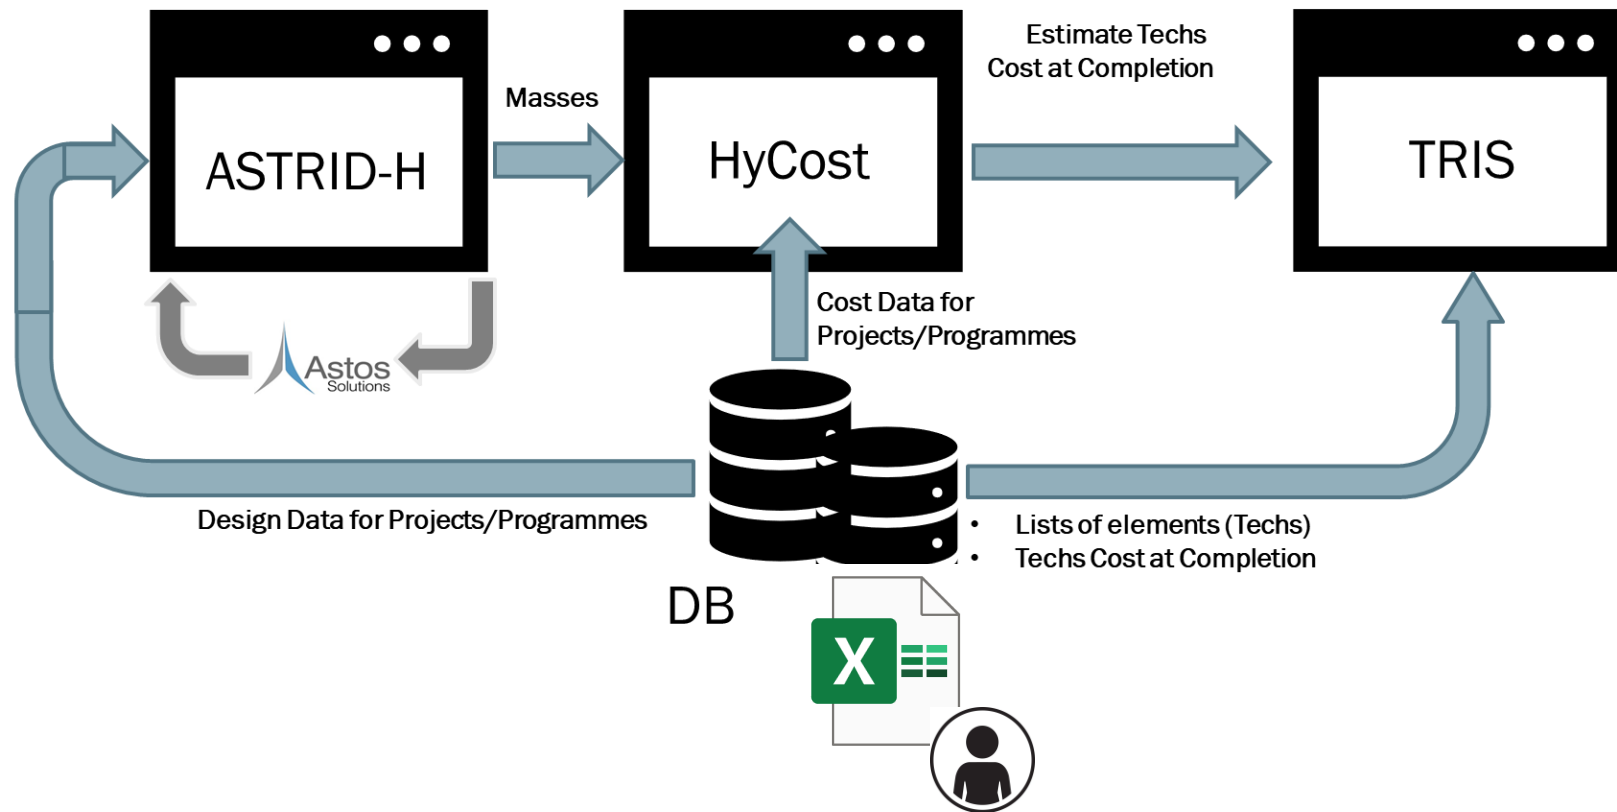 Estimate Techs
Cost at Completion
Masses
ASTRID-H
HyCost
TRIS
Cost Data for
Projects/Programmes
Astos
Solutions
Design Data for Projects/Programmes
• Lists of elements (Techs)
• Techs Cost at Completion
DB
X